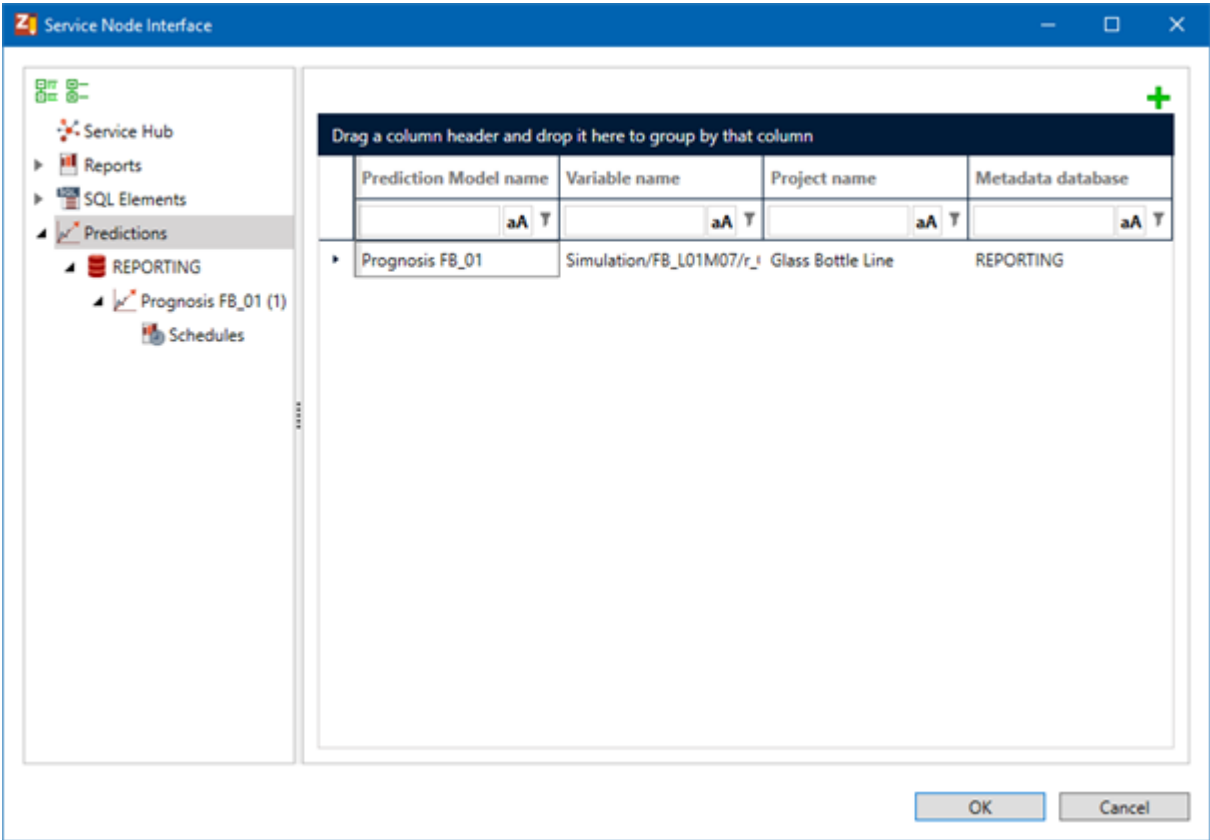 Service Node Interface
Service Hub
Reports
SQL Elements
Predictions
REPORTING
Prognosis FB_01 (1)
Schedules
Drag a column header and drop it here to group by that column
Prediction Model name Variable name Project name Metadata database
aA aA aA aA
Prognosis FB_01 Simulation/FB_L01M07/r_ Glass Bottle Line REPORTING
OK Cancel